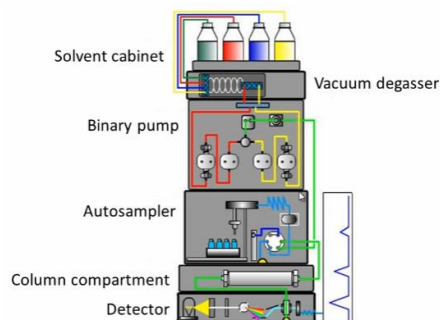 Solvent cabinet
Vacuum degasser
Binary pump
Autosampler
Column compartment
Detector